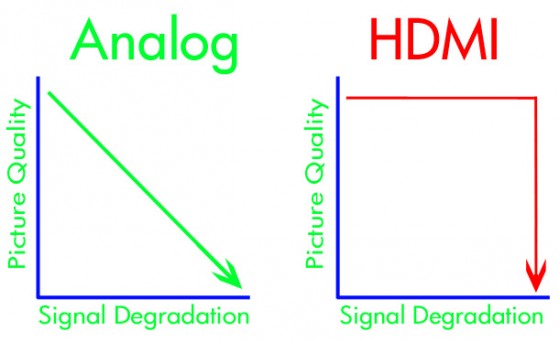 Analog
HDMI
Picture Quality
Signal Degradation
Picture Quality
Signal Degradation